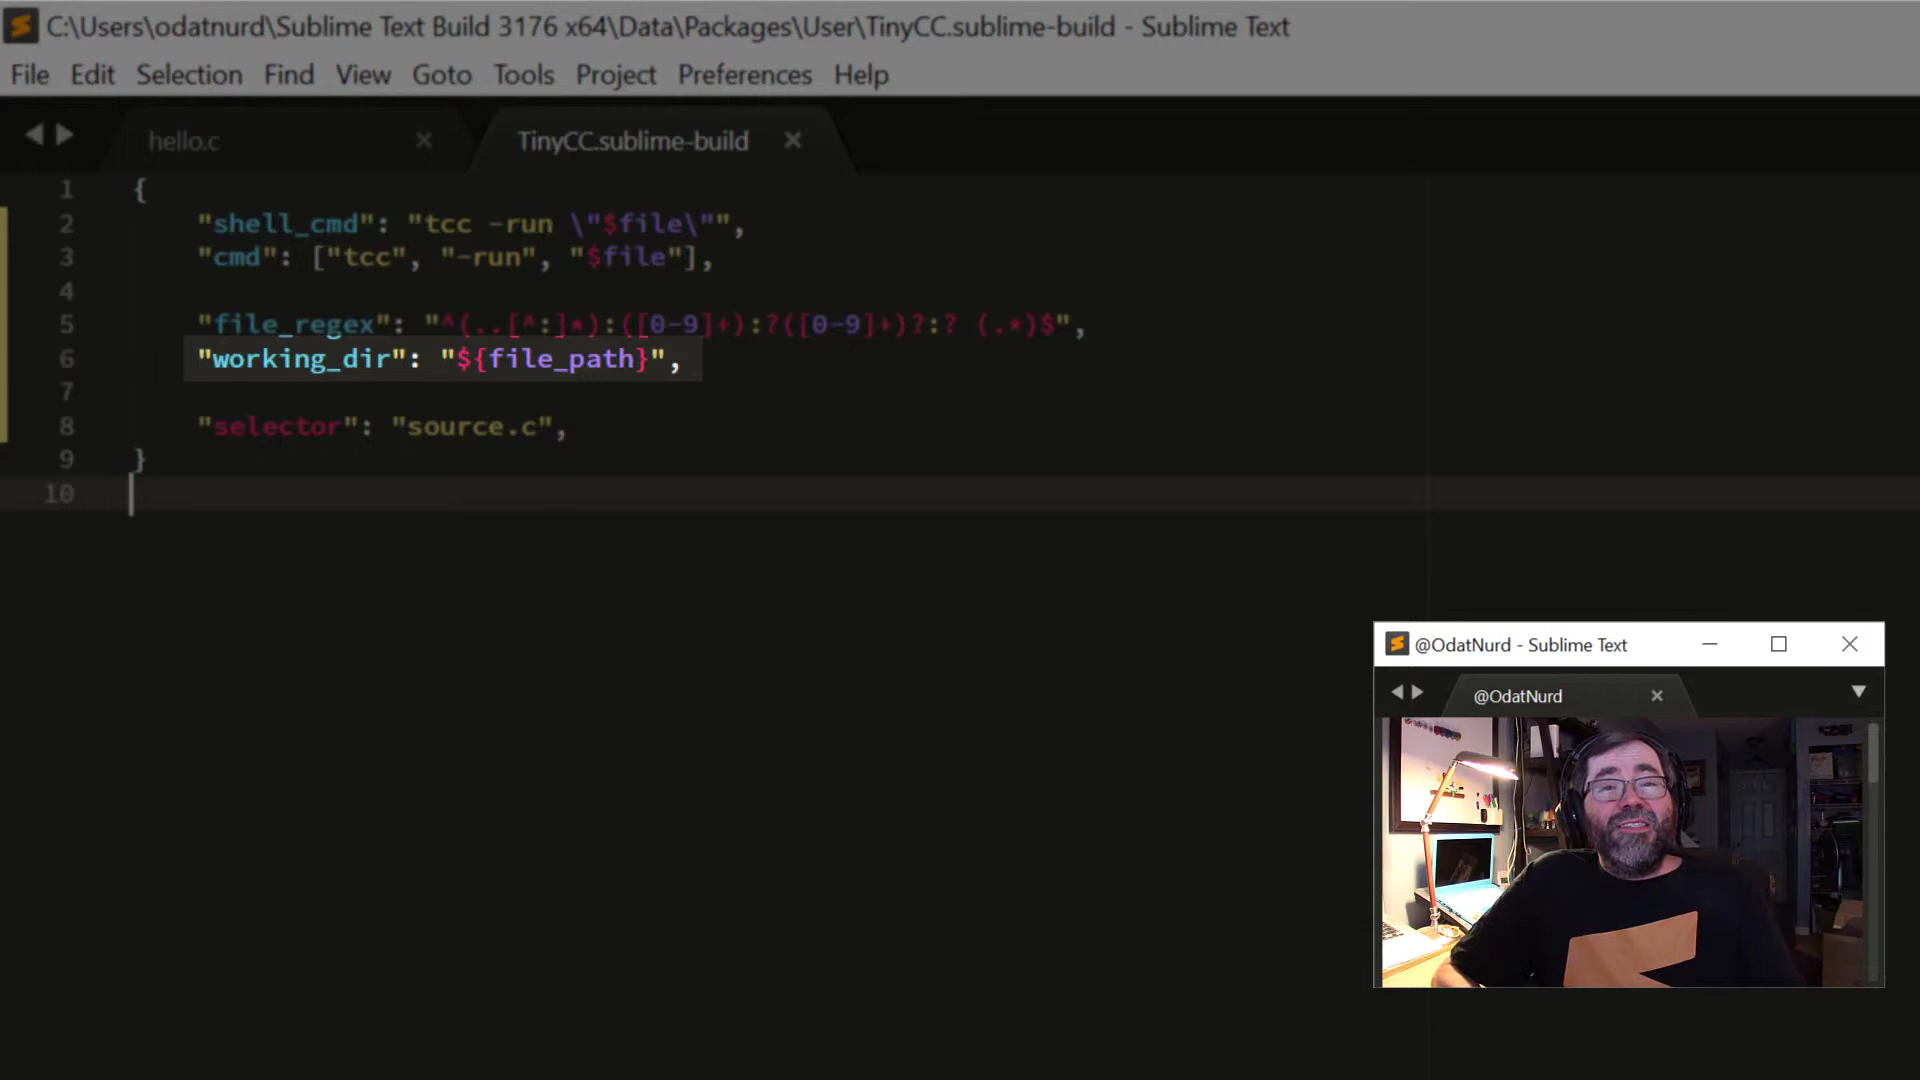 C:\Users\odatnurd\Sublime Text Build 3176 x64\Data\Packages\User\TinyCC.sublime-build - Sublime Text
File Edit Selection Find View Goto Tools Project Preferences Help
hello.c TinyCC.sublime-build
1 {
2 "shell_cmd": "tcc -run \"$file\"",
3 "cmd": ["tcc", "-run", "$file"],
4
5 "file_regex": "^(..[^:]*):([0-9]+):?([0-9]+)?:? (.*)$",
6 "working_dir": "${file_path}",
7
8 "selector": "source.c",
9 }
10
@OdatNurd - Sublime Text
@OdatNurd